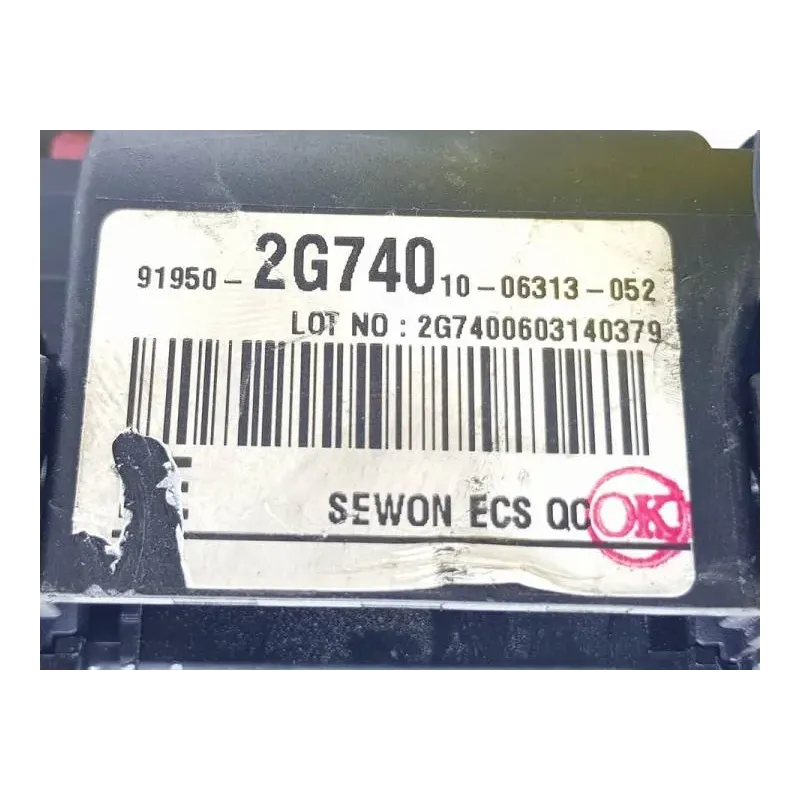 91950-2G740 10-06313-052
LOT NO : 2G7400603140379
E
SEWON ECS QC OK